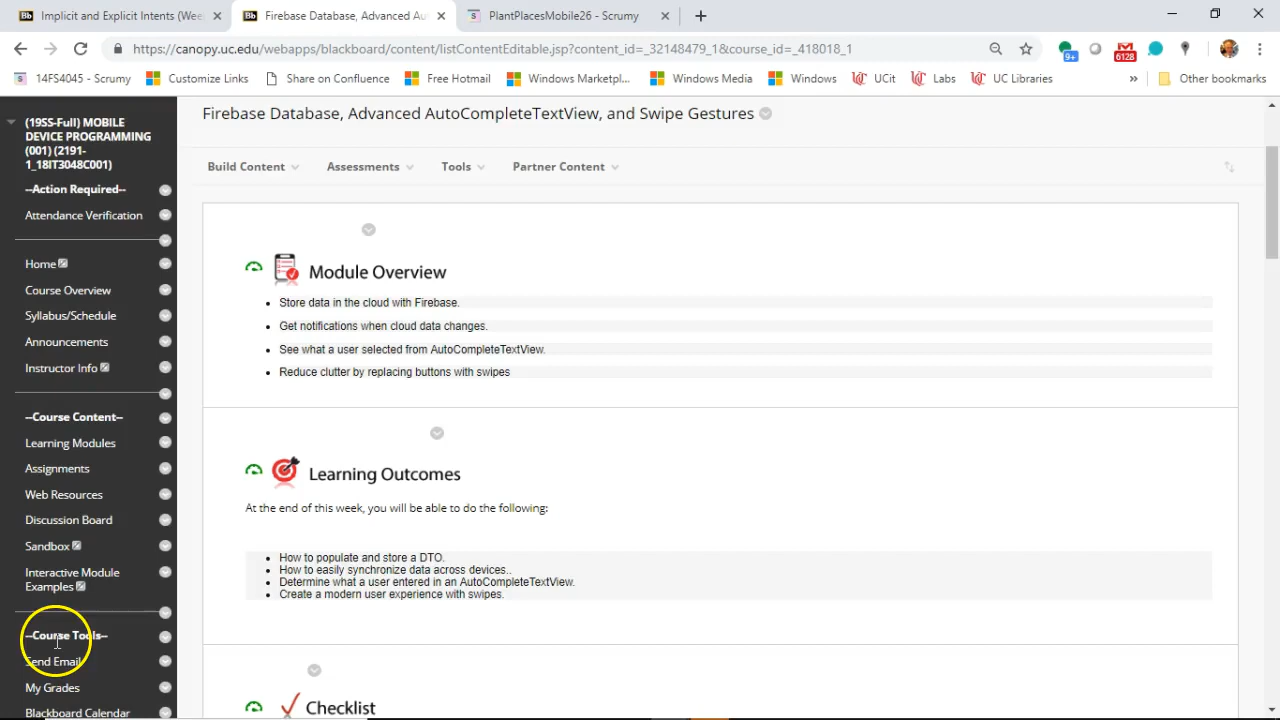 Implicit and Explicit Intents (Wee
Firebase Database, Advanced Au
PlantPlacesMobile26 - Scrumy
https://canopy.uc.edu/webapps/blackboard/content/listContentEditable.jsp?content_id=_32148479_1&course_id=_418018_1
9+
6128
14FS4045 - Scrumy
Customize Links
Share on Confluence
Free Hotmail
Windows Marketpl...
Windows Media
Windows
UCit
Labs
UC Libraries
»
Other bookmarks
(19SS-Full) MOBILE
DEVICE PROGRAMMING
(001) (2191-
1_18IT3048C001)
--Action Required--
Attendance Verification
Home
Course Overview
Syllabus/Schedule
Announcements
Instructor Info
--Course Content--
Learning Modules
Assignments
Web Resources
Discussion Board
Sandbox
Interactive Module
Examples
--Course Tools--
Send Email
My Grades
Blackboard Calendar
Firebase Database, Advanced AutoCompleteTextView, and Swipe Gestures
Build Content
Assessments
Tools
Partner Content
Module Overview
• Store data in the cloud with Firebase.
• Get notifications when cloud data changes.
• See what a user selected from AutoCompleteTextView.
• Reduce clutter by replacing buttons with swipes
Learning Outcomes
At the end of this week, you will be able to do the following:
• How to populate and store a DTO.
• How to easily synchronize data across devices..
• Determine what a user entered in an AutoCompleteTextView.
• Create a modern user experience with swipes.
Checklist